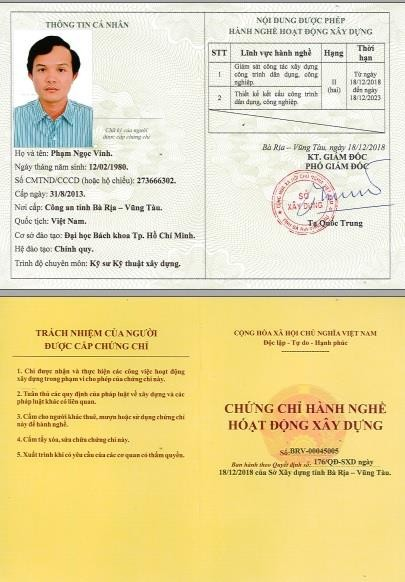 THÔNG TIN CÁ NHÂN
Chữ ký của người
được cấp chứng chỉ
Họ và tên: Phạm Ngọc Vinh.
Ngày tháng năm sinh: 12/02/1980.
Số CMTND/CCCD (hoặc hộ chiếu): 273666302.
Cấp ngày: 31/8/2013.
Nơi cấp: Công an tỉnh Bà Rịa – Vũng Tàu.
Quốc tịch: Việt Nam.
Cơ sở đào tạo: Đại học Bách khoa Tp. Hồ Chí Minh.
Hệ đào tạo: Chính quy.
Trình độ chuyên môn: Kỹ sư Kỹ thuật xây dựng.
NỘI DUNG ĐƯỢC PHÉP
HÀNH NGHỀ HOẠT ĐỘNG XÂY DỰNG
STT Lĩnh vực hành nghề Hạng Thời hạn
1 Giám sát công tác xây dựng công trình dân dụng, công nghiệp.
2 Thiết kế kết cấu công trình dân dụng, công nghiệp.
II (hai)
Từ ngày 18/12/2018 đến ngày 18/12/2023
Bà Rịa – Vũng Tàu, ngày 18/12/2018
KT. GIÁM ĐỐC
PHÓ GIÁM ĐỐC
SỞ
XÂY DỰNG
Tạ Quốc Trung
TRÁCH NHIỆM CỦA NGƯỜI
ĐƯỢC CẤP CHỨNG CHỈ
1. Chỉ được nhận và thực hiện các công việc hoạt động
xây dựng trong phạm vi cho phép của chứng chỉ này.
2. Tuân thủ các quy định của pháp luật về xây dựng và các
pháp luật khác có liên quan.
3. Cấm cho người khác thuê, mượn hoặc sử dụng chứng chỉ
này để hành nghề.
4. Cấm tẩy xóa, sửa chữa chứng chỉ này.
5. Xuất trình khi có yêu cầu của các cơ quan có thẩm quyền.
CỘNG HÒA XÃ HỘI CHỦ NGHĨA VIỆT NAM
Độc lập - Tự do - Hạnh phúc
CHỨNG CHỈ HÀNH NGHỀ
HOẠT ĐỘNG XÂY DỰNG
Số: BRV-00045005
Ban hành theo Quyết định số: 176/QĐ-SXD ngày
18/12/2018 của Sở Xây dựng tỉnh Bà Rịa – Vũng Tàu.